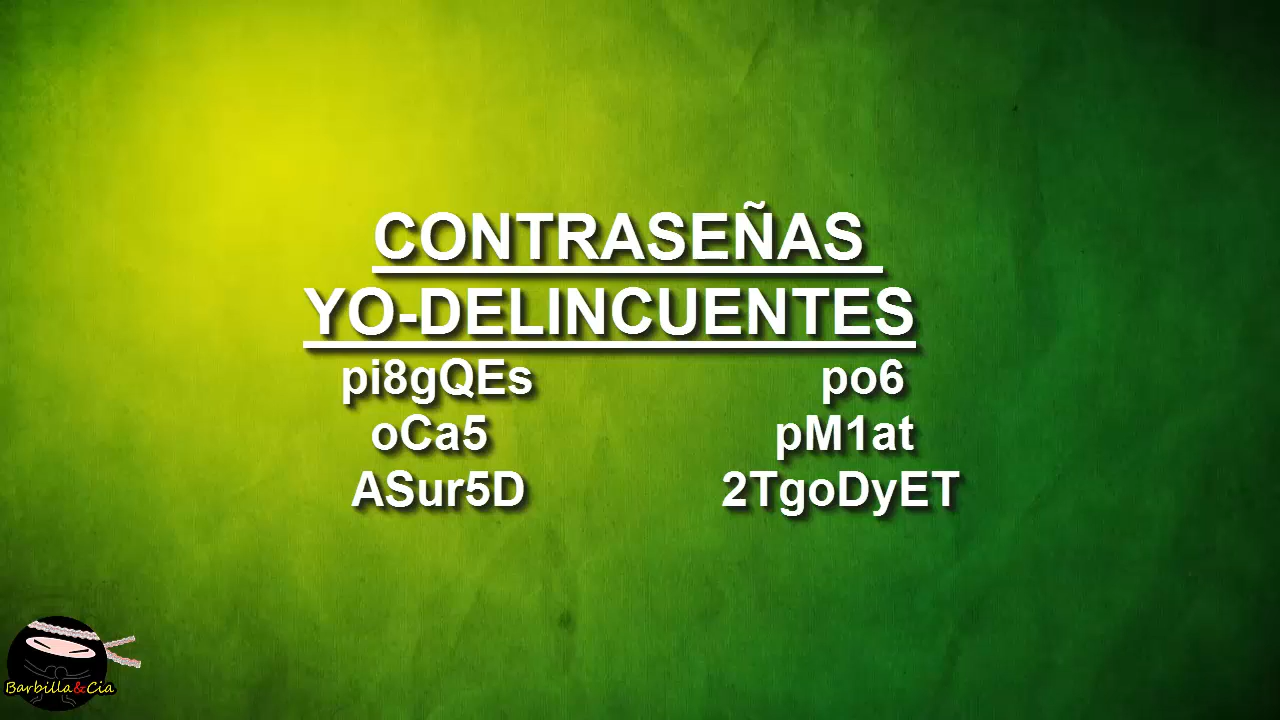 CONTRASEÑAS
YO-DELINCUENTES
pi8gQEs po6
oCa5 pM1at
ASur5D 2TgoDyET
Barbilla&Cia